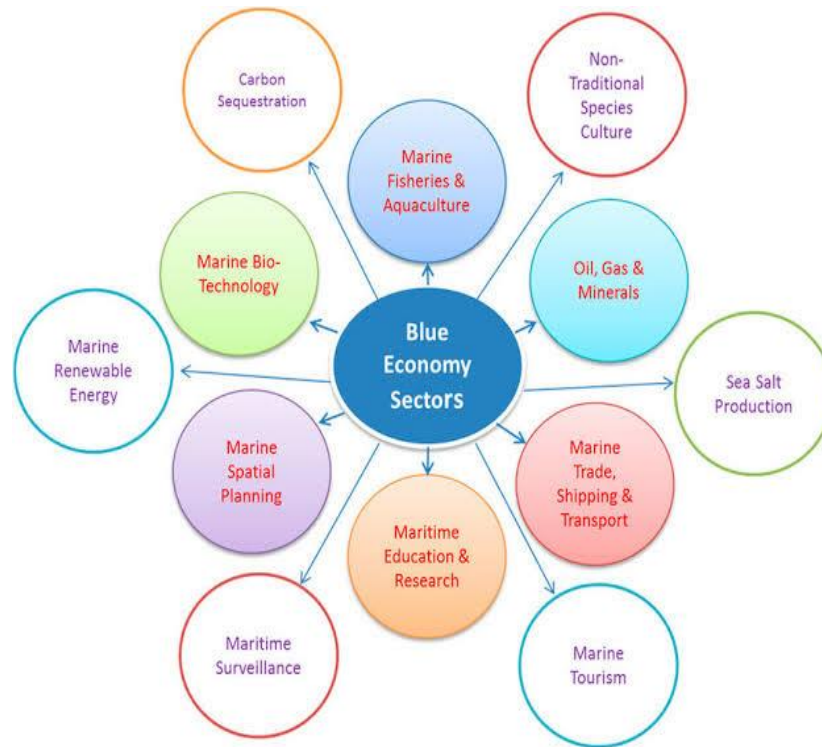 Carbon
Sequestration
Non-
Traditional
Species
Culture
Marine
Fisheries &
Aquaculture
Marine Bio-
Technology
Oil, Gas &
Minerals
Blue
Economy
Sectors
Marine
Renewable
Energy
Sea Salt
Production
Marine
Spatial
Planning
Marine
Trade,
Shipping &
Transport
Maritime
Education &
Research
Maritime
Surveillance
Marine
Tourism